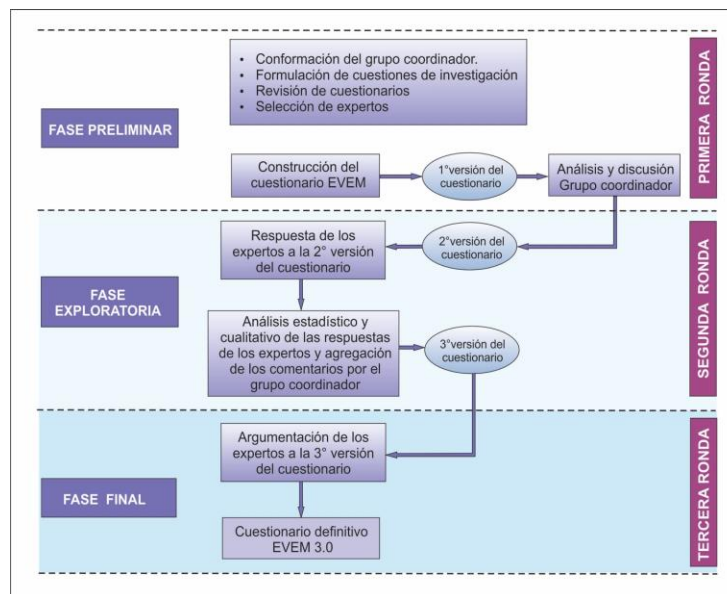 • Conformación del grupo coordinador.
• Formulación de cuestiones de investigación
• Revisión de cuestionarios
• Selección de expertos
FASE PRELIMINAR
PRIMERA RONDA
Construcción del
cuestionario EVEM
1°versión del
cuestionario
Análisis y discusión
Grupo coordinador
Respuesta de los
expertos a la 2° versión
del cuestionario
2°versión del
cuestionario
FASE
EXPLORATORIA
SEGUNDA RONDA
Análisis estadístico y
cualitativo de las respuestas
de los expertos y agregación
de los comentarios por el
grupo coordinador
3°versión del
cuestionario
Argumentación de los
expertos a la 3° versión
del cuestionario
FASE FINAL
TERCERA RONDA
Cuestionario definitivo
EVEM 3.0